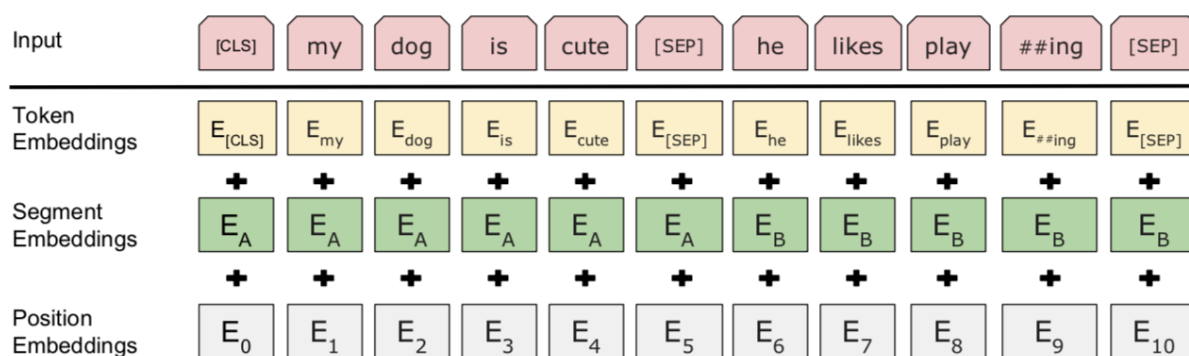 Input [CLS] my dog is cute [SEP] he likes play ##ing [SEP]
Token
Embeddings
E[CLS] Emy Edog Eis Ecute E[SEP] Ehe Elikes Eplay E##ing E[SEP]
+ + + + + + + + + + +
Segment
Embeddings
EA EA EA EA EA EA EB EB EB EB EB
+ + + + + + + + + + +
Position
Embeddings
E0 E1 E2 E3 E4 E5 E6 E7 E8 E9 E10